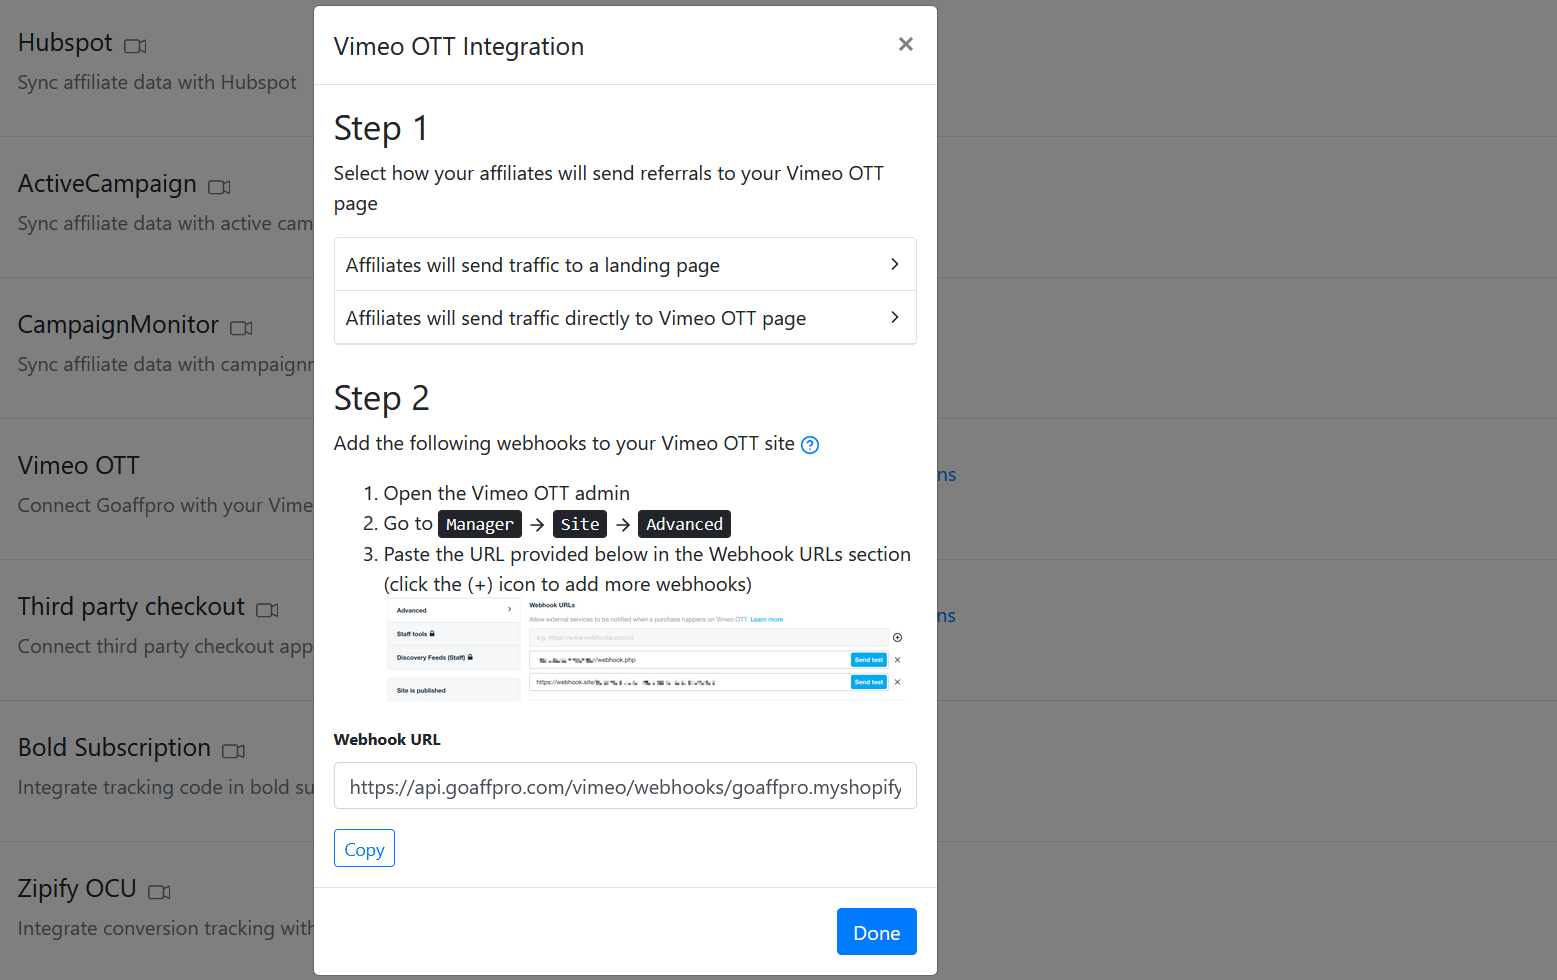 Hubspot
Sync affiliate data with Hubspot
ActiveCampaign
Sync affiliate data with active cam
CampaignMonitor
Sync affiliate data with campaignr
Vimeo OTT
Connect Goaffpro with your Vime
ns
Third party checkout
Connect third party checkout app
ns
Bold Subscription
Integrate tracking code in bold su
Zipify OCU
Integrate conversion tracking with
Vimeo OTT Integration
×
Step 1
Select how your affiliates will send referrals to your Vimeo OTT
page
Affiliates will send traffic to a landing page
Affiliates will send traffic directly to Vimeo OTT page
Step 2
Add the following webhooks to your Vimeo OTT site
1. Open the Vimeo OTT admin
2. Go to Manager → Site → Advanced
3. Paste the URL provided below in the Webhook URLs section
(click the (+) icon to add more webhooks)
Advanced
Staff tools
Discovery Feeds (Staff)
Site is published
Webhook URLs
Allow external services to be notified when a purchase happens on Vimeo OTT. Learn more
e.g. https://www.webhooks.com/id
/webhook.php Send test
https://webhook.site/ Send test
Webhook URL
https://api.goaffpro.com/vimeo/webhooks/goaffpro.myshopify
Copy
Done